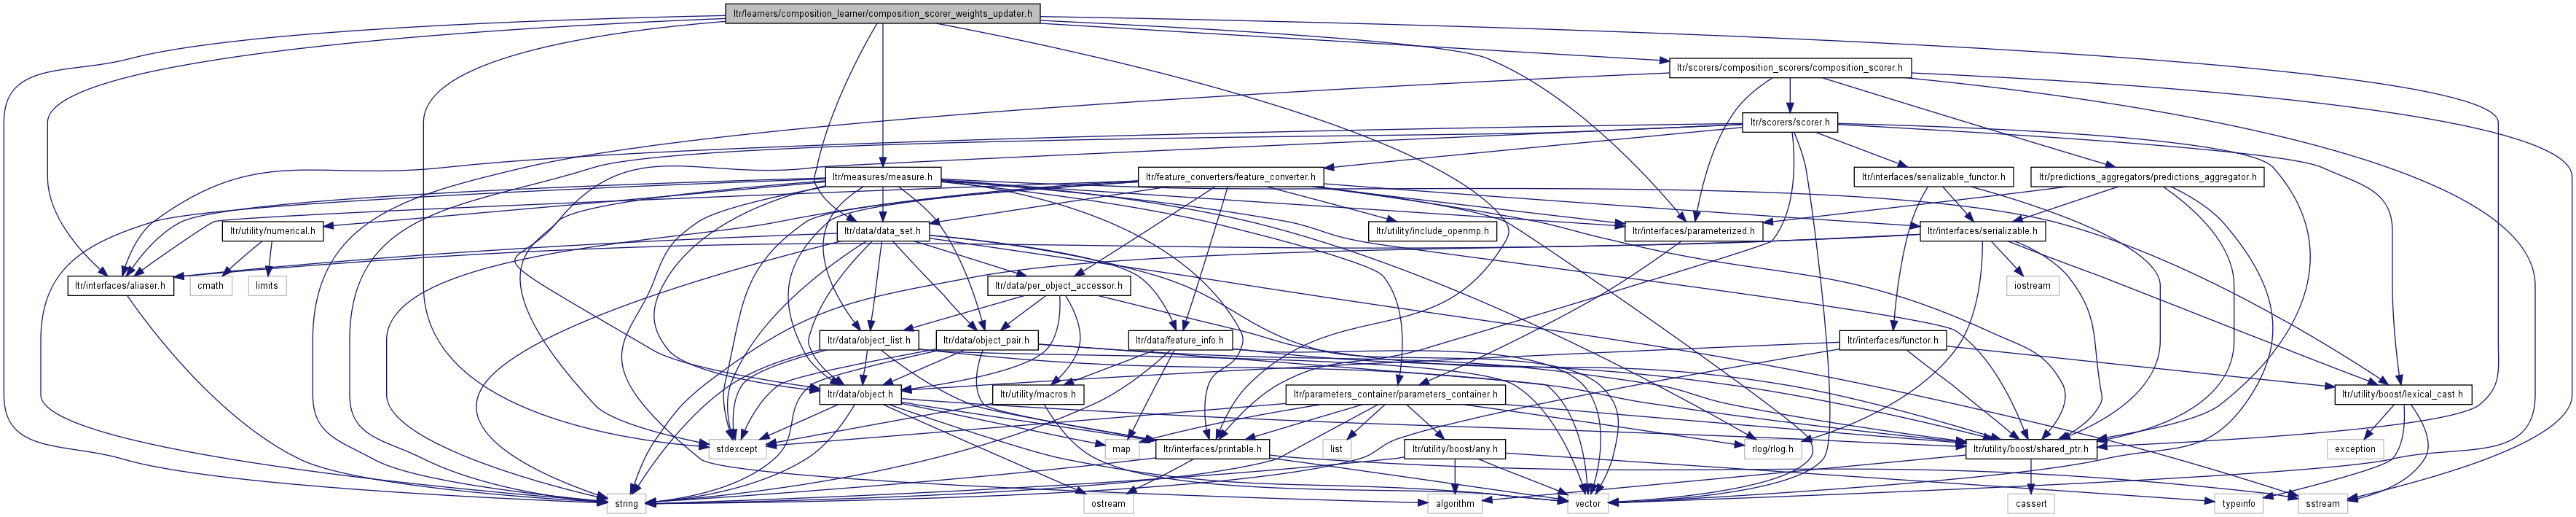 ltr/learners/composition_learner/composition_scorer_weights_updater.h
ltr/scorers/composition_scorers/composition_scorer.h
ltr/scorers/scorer.h
ltr/measures/measure.h
ltr/feature_converters/feature_converter.h
ltr/interfaces/serializable_functor.h
ltr/predictions_aggregators/predictions_aggregator.h
ltr/utility/numerical.h
ltr/data/data_set.h
ltr/utility/include_openmp.h
ltr/interfaces/parameterized.h
ltr/interfaces/serializable.h
ltr/interfaces/aliaser.h
cmath
limits
ltr/data/per_object_accessor.h
iostream
ltr/data/object_list.h
ltr/data/object_pair.h
ltr/data/feature_info.h
ltr/interfaces/functor.h
ltr/data/object.h
ltr/utility/macros.h
ltr/parameters_container/parameters_container.h
ltr/utility/boost/lexical_cast.h
stdexcept
map
ltr/interfaces/printable.h
list
ltr/utility/boost/any.h
rlog/rlog.h
ltr/utility/boost/shared_ptr.h
exception
string
ostream
algorithm
vector
cassert
typeinfo
sstream